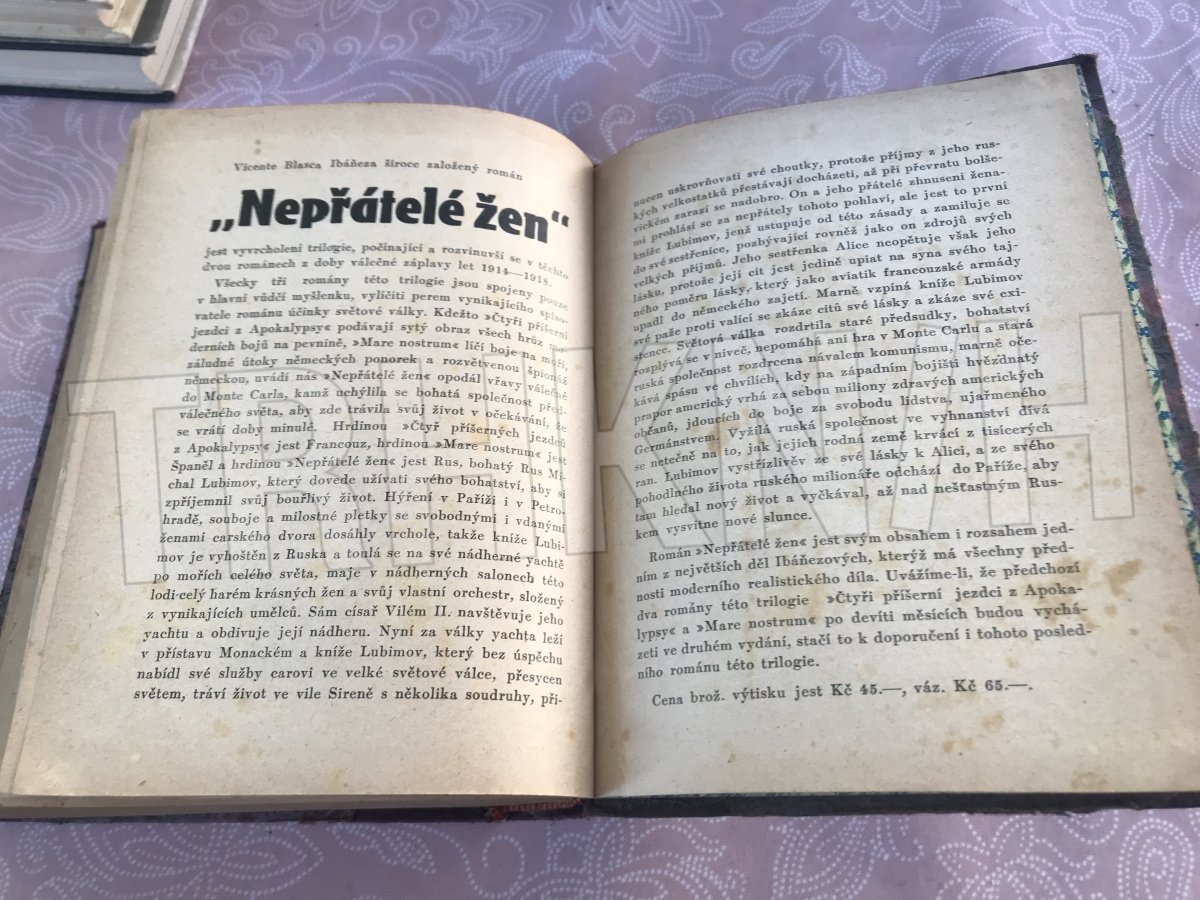 Vicente Blasca Ibáñeza široce založený román
„Nepřátelé žen“
jest vyvrcholení trilogie, počínající a rozvinuvší se v těchto
dvou románech z doby válečné záplavy let 1914—1918.
Všecky tři romány této trilogie jsou spojeny pouze
v hlavní vůdčí myšlenku, vylíčiti perem vynikajícího spiso-
vatele románu účinky světové války. Kdežto »Čtyři příšerní
jezdci z Apokalypsy« podávají sytý obraz všech hrůz mo-
derních bojů na pevnině, »Mare nostrum« líčí boje na moři,
záludné útoky německých ponorek a rozvětvenou špionáž
německou, uvádí nás »Nepřátelé žen« opodál vřavy válečné
do Monte Carla, kamž uchýlila se bohatá společnost před-
válečného světa, aby zde trávila svůj život v očekávání, že
se vrátí doby minulé. Hrdinou »Čtyř příšerných jezdců
z Apokalypsy« jest Francouz, hrdinou »Mare nostrum« jest
Španěl a hrdinou »Nepřátelé žen« jest Rus, bohatý Rus Mi-
chal Lubimov, který dovede užívati svého bohatství, aby si
zpříjemnil svůj bouřlivý život. Hýření v Paříži i v Petro-
hradě, souboje a milostné pletky se svobodnými i vdanými
ženami carského dvora dosáhly vrchole, takže kníže Lubi-
mov je vyhoštěn z Ruska a toulá se na své nádherné yachtě
po mořích celého světa, maje v nádherných salonech této
lodi celý harém krásných žen a svůj vlastní orchestr, složený
z vynikajících umělců. Sám císař Vilém II. navštěvuje jeho
yachtu a obdivuje její nádheru. Nyní za války yachta leží
v přístavu Monackém a kníže Lubimov, který bez úspěchu
nabídl své služby carovi ve velké světové válce, přesycen
světem, tráví život ve vile Sireně s několika soudruhy, při-
nucen uskrovňovati své choutky, protože příjmy z jeho rus-
kých velkostatků přestávají docházeti, až při převratu bolše-
vickém zarazí se nadobro. On a jeho přátelé zhnuseni žena-
mi prohlásí se za nepřátely tohoto pohlaví, ale jest to první
kníže Lubimov, jenž ustupuje od této zásady a zamiluje se
do své sestřenice, pozbývající rovněž jako on zdrojů svých
velkých příjmů. Jeho sestřenka Alice neopětuje však jeho
lásku, protože její cit jest jedině upiat na syna svého taj-
ného poměru lásky, který jako aviatik francouzské armády
upadl do německého zajetí. Marně vzpíná kníže Lubimov
své paže proti valící se zkáze citů své lásky a zkáze své exi-
stence. Světová válka rozdrtila staré předsudky, bohatství
rozplývá se v niveč, nepomáhá ani hra v Monte Carlu a stará
ruská společnost rozdrcena návalem komunismu, marně oče-
kává spásu ve chvílích, kdy na západním bojišti hvězdnatý
prapor americký vrhá za sebou miliony zdravých amerických
občanů, jdoucích do boje za svobodu lidstva, ujařmeného
Germánstvem. Vyžilá ruská společnost ve vyhnanství dívá
se netečně na to, jak jejich rodná země krvácí z tisícerých
ran. Lubimov vystřízlivěv ze své lásky k Alici, a ze svého
pohodlného života ruského milionáře odchází do Paříže, aby
tam hledal nový život a vyčkával, až nad nešťastným Rus-
kem vysvitne nové slunce.
Román »Nepřátelé žen« jest svým obsahem i rozsahem jed-
ním z největších děl Ibáñezových, kterýž má všechny před-
nosti moderního realistického díla. Uvážíme-li, že předchozí
dva romány této trilogie »Čtyři příšerní jezdci z Apoka-
lypsy« a »Mare nostrum« po devíti měsících budou vychá-
zeti ve druhém vydání, stačí to k doporučení i tohoto posled-
ního románu této trilogie.
Cena brož. výtisku jest Kč 45.—, váz. Kč 65.—.
TRHKNIH